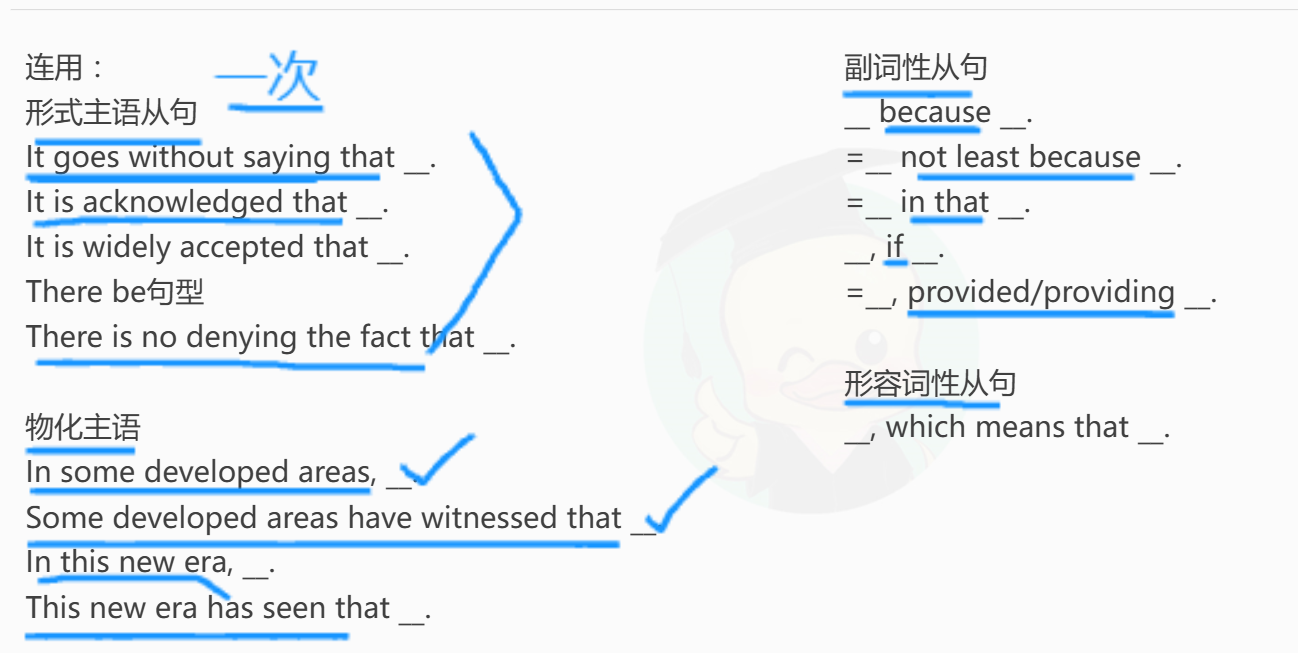 连用：
一次
形式主语从句
It goes without saying that __.
It is acknowledged that __.
It is widely accepted that __.
There be句型
There is no denying the fact that __.
物化主语
In some developed areas, __.
Some developed areas have witnessed that __
In this new era, __.
This new era has seen that __.
副词性从句
__ because __.
=__ not least because __.
=__ in that __.
__, if __.
=__, provided/providing __.
形容词性从句
__, which means that __.